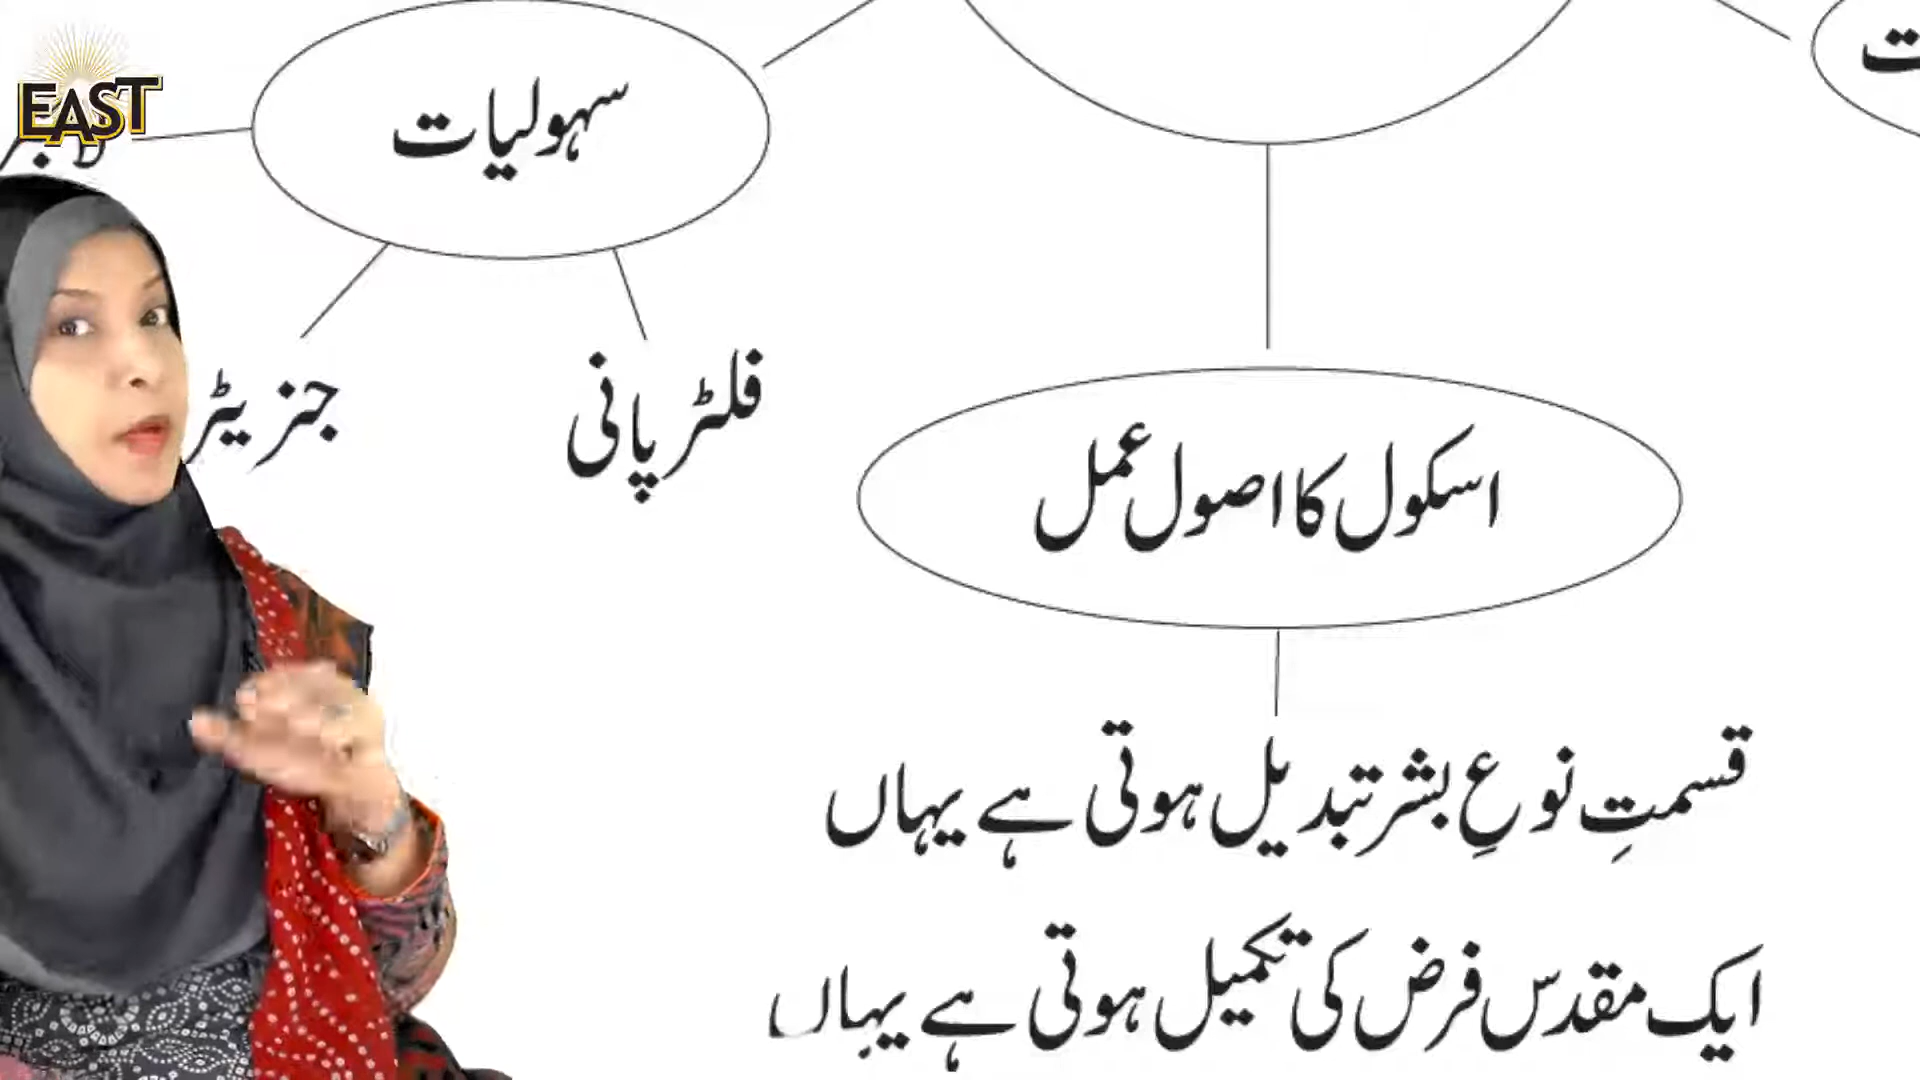 EAST
سہولیات
جنریٹر
فلٹر پانی
اسکول کا اصول عمل
قسمتِ نوعِ بشر تبدیل ہوتی ہے یہاں
ایک مقدس فرض کی تکمیل ہوتی ہے یہاں